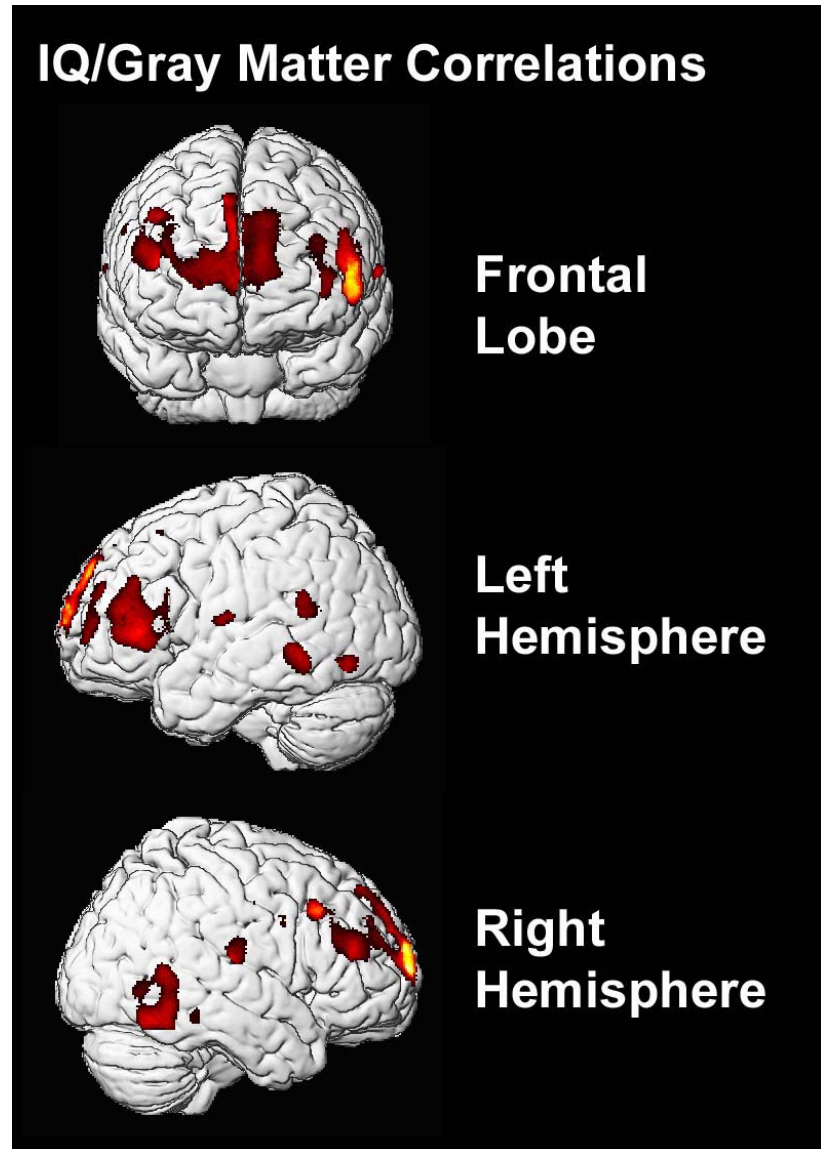 IQ/Gray Matter Correlations
Frontal
Lobe
Left
Hemisphere
Right
Hemisphere